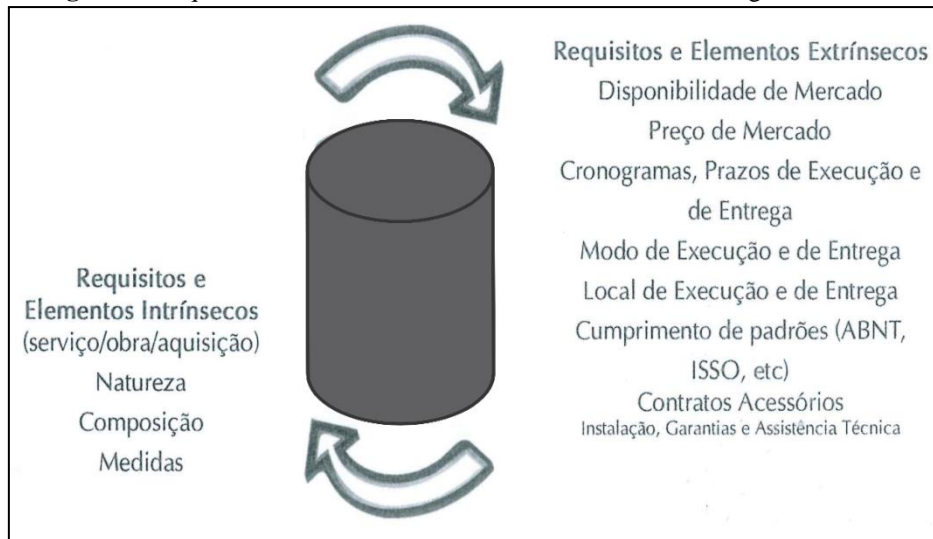 Requisitos e
Elementos Intrínsecos
(serviço/obra/aquisição)
Natureza
Composição
Medidas
Requisitos e Elementos Extrínsecos
Disponibilidade de Mercado
Preço de Mercado
Cronogramas, Prazos de Execução e
de Entrega
Modo de Execução e de Entrega
Local de Execução e de Entrega
Cumprimento de padrões (ABNT,
ISSO, etc)
Contratos Acessórios
Instalação, Garantias e Assistência Técnica